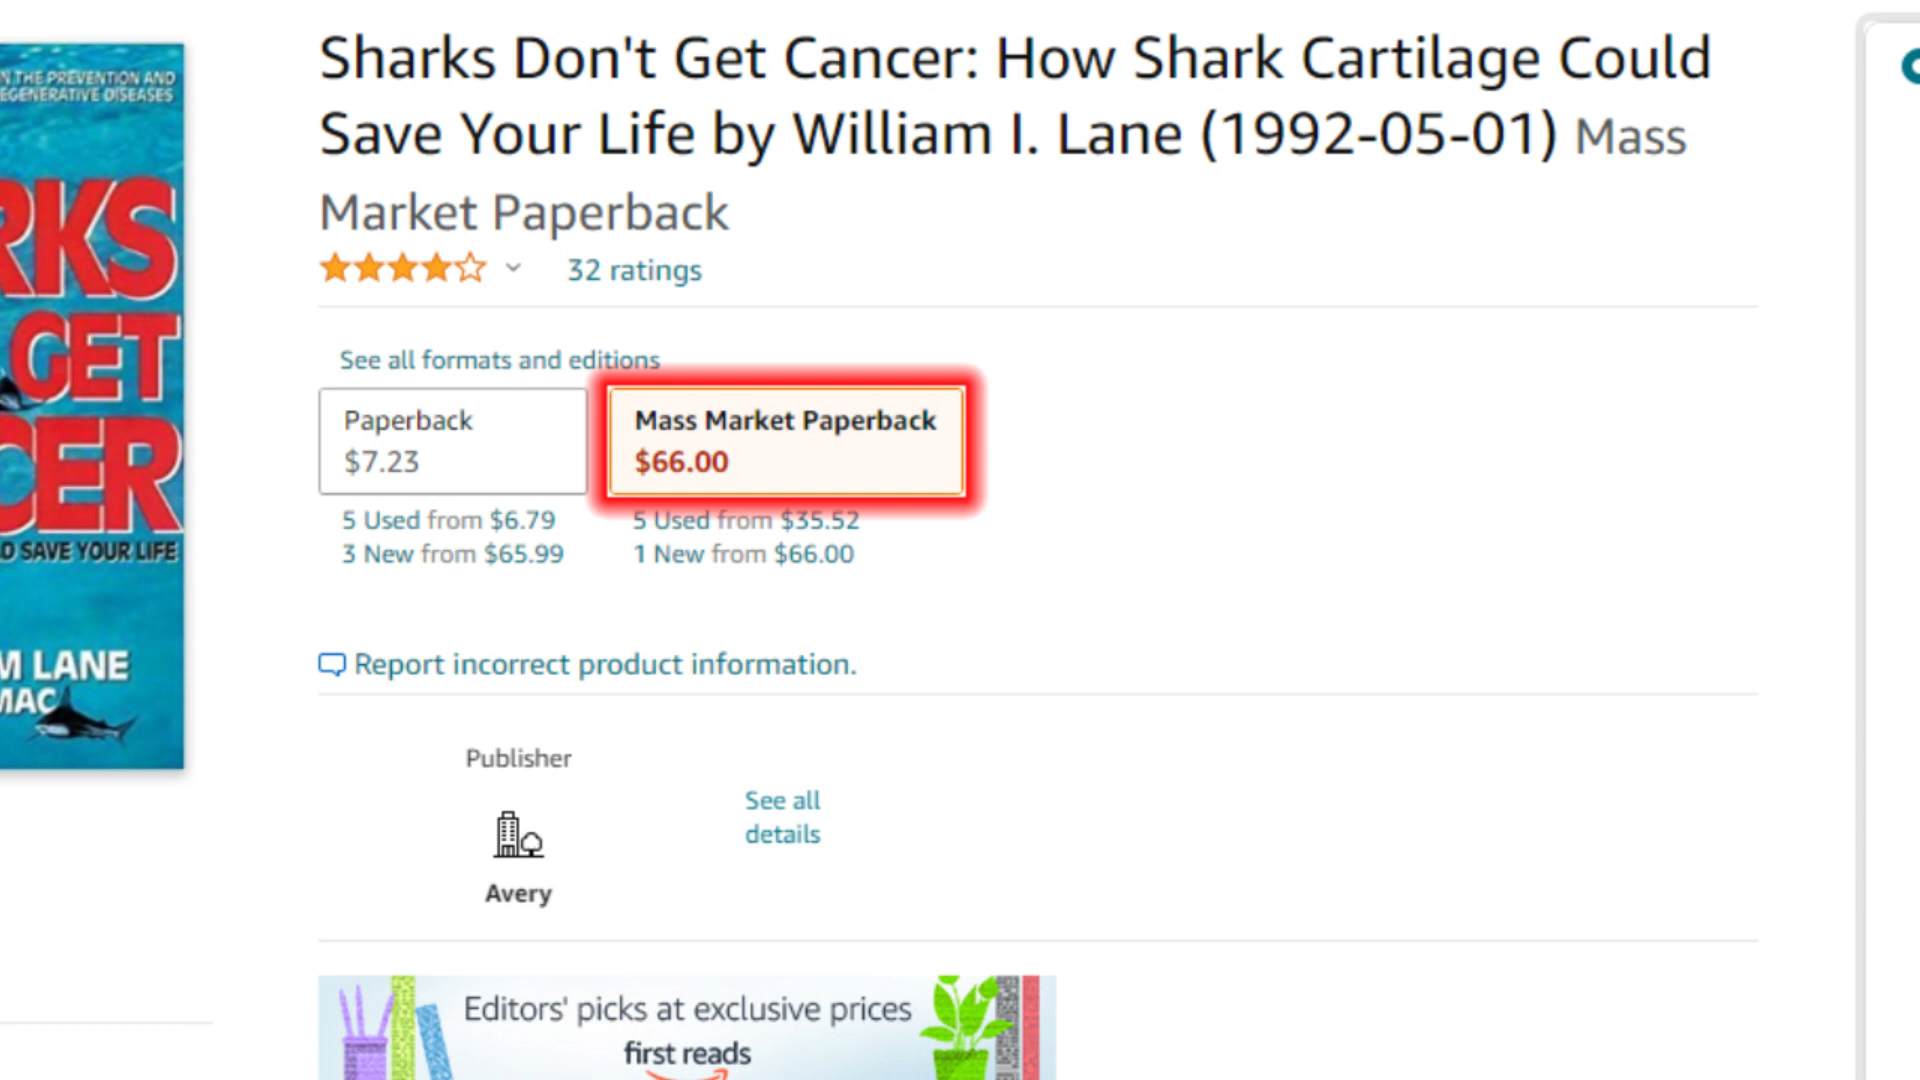 N THE PREVENTION AND
EGENERATIVE DISEASES
RKS
GET
CER
D SAVE YOUR LIFE
M LANE
MAC
Sharks Don't Get Cancer: How Shark Cartilage Could
Save Your Life by William I. Lane (1992-05-01) Mass
Market Paperback
32 ratings
See all formats and editions
Paperback
$7.23
Mass Market Paperback
$66.00
5 Used from $6.79
3 New from $65.99
5 Used from $35.52
1 New from $66.00
Report incorrect product information.
Publisher
Avery
See all
details
Editors' picks at exclusive prices
first reads